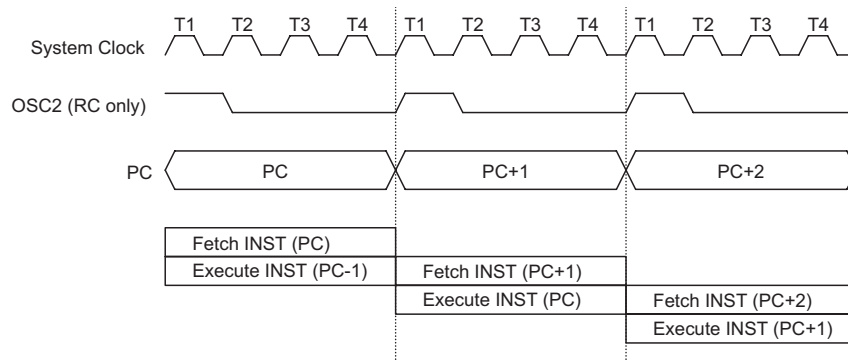 T1 T2 T3 T4 T1 T2 T3 T4 T1 T2 T3 T4
System Clock
OSC2 (RC only)
PC PC PC+1 PC+2
Fetch INST (PC)
Execute INST (PC-1) Fetch INST (PC+1)
Execute INST (PC) Fetch INST (PC+2)
Execute INST (PC+1)